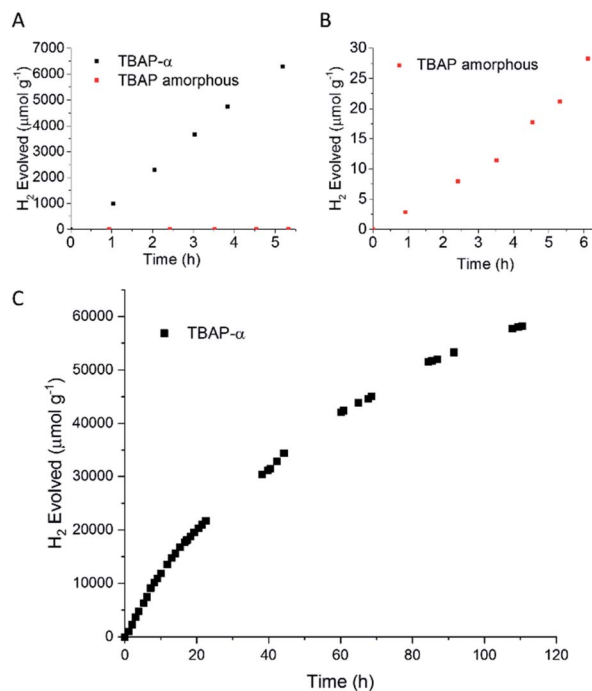 A
7000
6000
5000
4000
3000
2000
1000
0
H₂ Evolved (μmol g⁻¹)
TBAP-α
TBAP amorphous
0 1 2 3 4 5
Time (h)
B
30
25
20
15
10
5
0
H₂ Evolved (μmol g⁻¹)
TBAP amorphous
0 1 2 3 4 5 6
Time (h)
C
60000
50000
40000
30000
20000
10000
0
H₂ Evolved (μmol g⁻¹)
TBAP-α
0 20 40 60 80 100 120
Time (h)